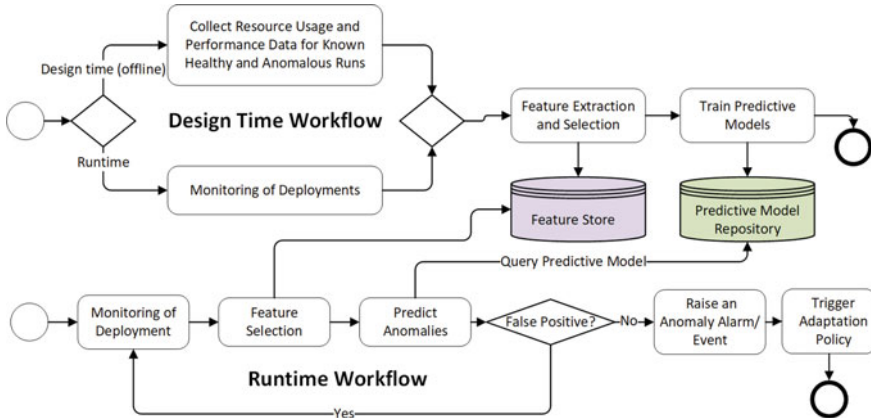 Collect Resource Usage and
Performance Data for Known
Healthy and Anomalous Runs
Design time (offline)
Design Time Workflow
Feature Extraction
and Selection
Train Predictive
Models
Runtime
Monitoring of Deployments
Feature Store
Predictive Model
Repository
Query Predictive Model
Monitoring of
Deployment
Feature
Selection
Predict
Anomalies
False Positive?
No
Raise an
Anomaly Alarm/
Event
Trigger
Adaptation
Policy
Runtime Workflow
Yes